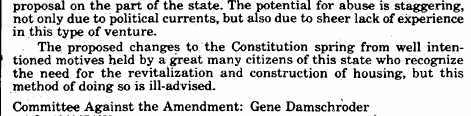 proposal on the part of the state. The potential for abuse is staggering,
not only due to political currents, but also due to sheer lack of experience
in this type of venture.
The proposed changes to the Constitution spring from well inten-
tioned motives held by a great many citizens of this state who recognize
the need for the revitalization and construction of housing, but this
method of doing so is ill-advised.
Committee Against the Amendment: Gene Damschroder